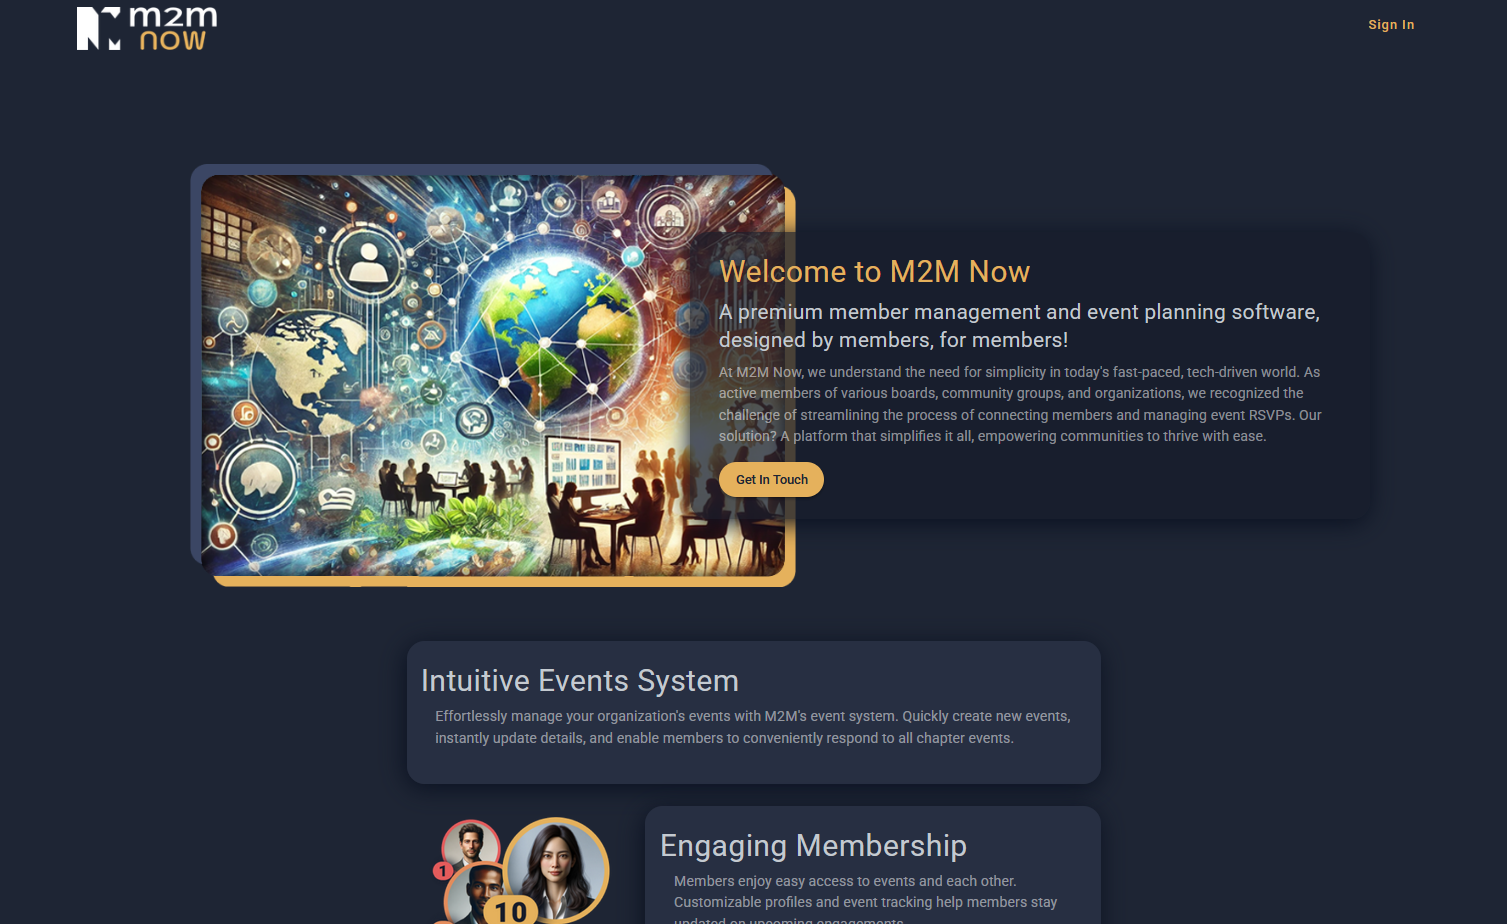 m2m
now
Sign In
Welcome to M2M Now
A premium member management and event planning software,
designed by members, for members!
At M2M Now, we understand the need for simplicity in today's fast-paced, tech-driven world. As
active members of various boards, community groups, and organizations, we recognized the
challenge of streamlining the process of connecting members and managing event RSVPs. Our
solution? A platform that simplifies it all, empowering communities to thrive with ease.
Get In Touch
Intuitive Events System
Effortlessly manage your organization's events with M2M's event system. Quickly create new events,
instantly update details, and enable members to conveniently respond to all chapter events.
Engaging Membership
1
Members enjoy easy access to events and each other.
Customizable profiles and event tracking help members stay
10
updated on upcoming engagements.